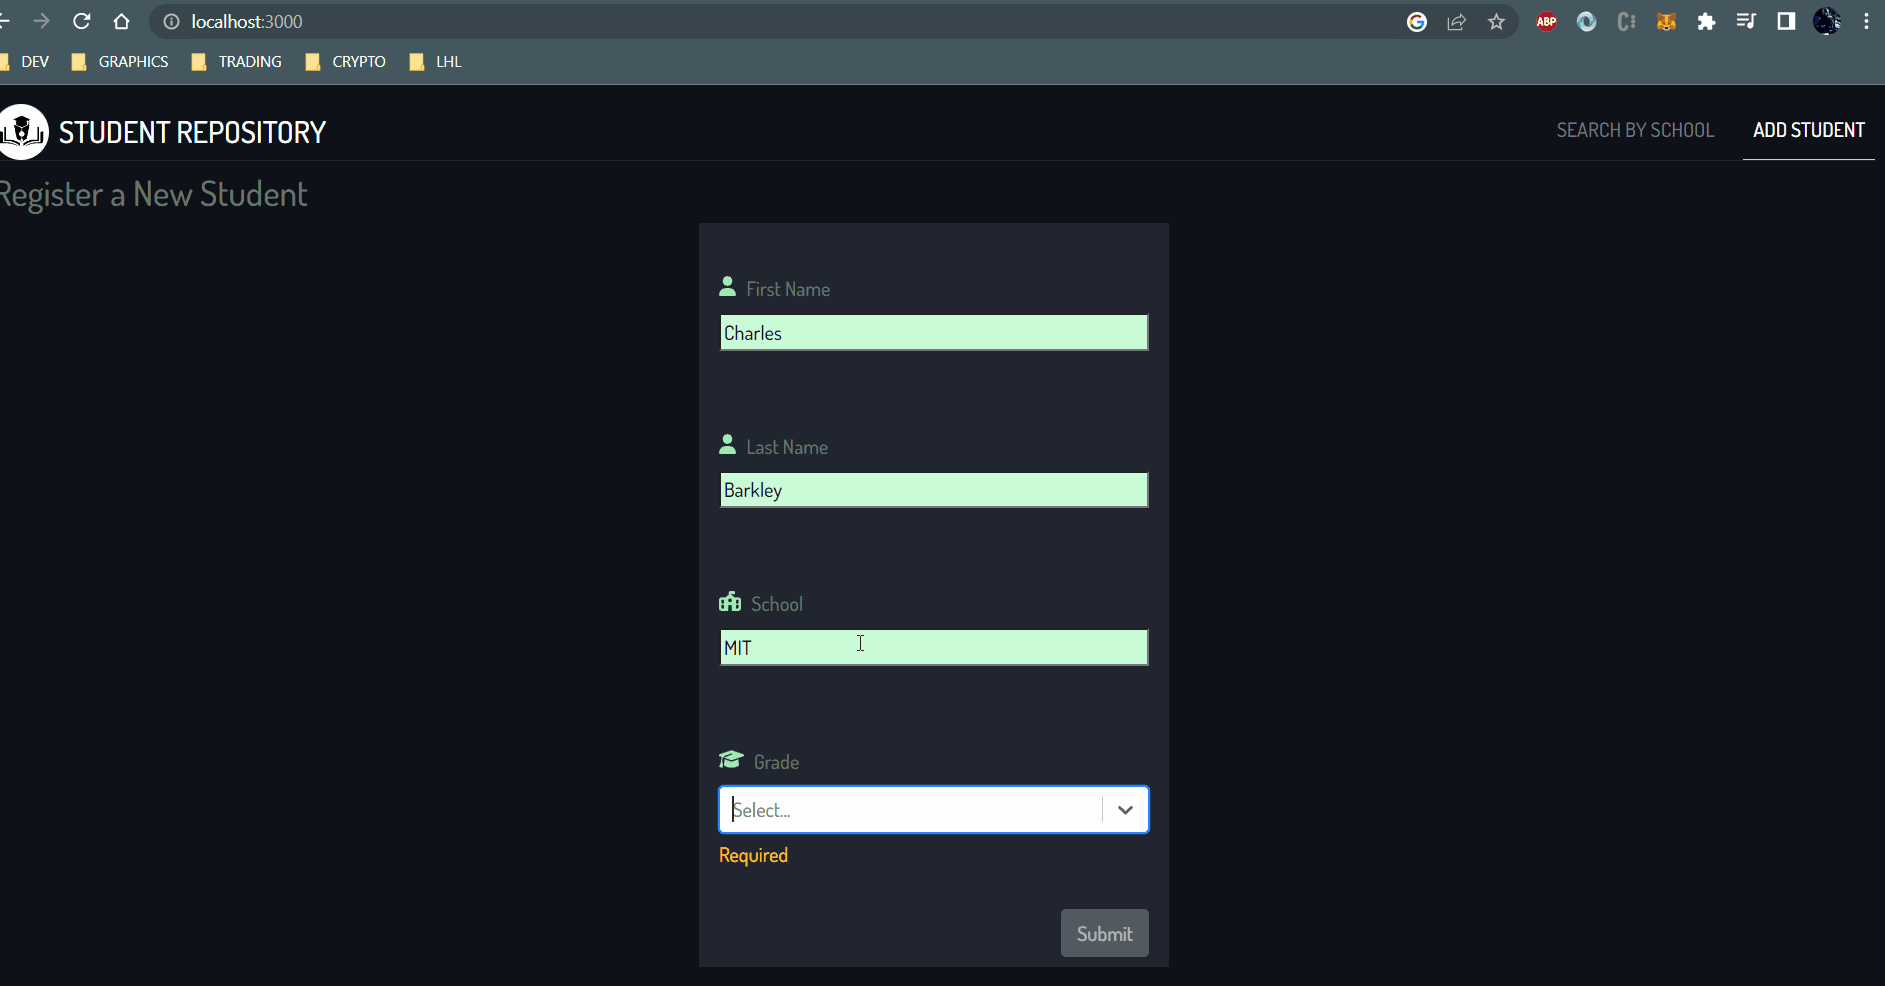 localhost:3000
ABP
DEV GRAPHICS TRADING CRYPTO LHL
STUDENT REPOSITORY SEARCH BY SCHOOL ADD STUDENT
Register a New Student
First Name
Charles
Last Name
Barkley
School
MIT
Grade
Select...
Required
Submit